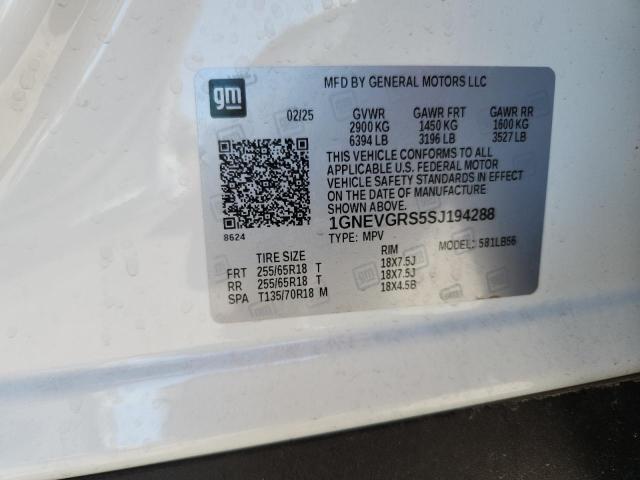 gm
MFD BY GENERAL MOTORS LLC
02/25 GVWR GAWR FRT GAWR RR
2900 KG 1450 KG 1600 KG
6394 LB 3196 LB 3527 LB
THIS VEHICLE CONFORMS TO ALL
APPLICABLE U.S. FEDERAL MOTOR
VEHICLE SAFETY STANDARDS IN EFFECT
ON THE DATE OF MANUFACTURE
SHOWN ABOVE.
8624 1GNEVGRS5SJ194288
TYPE: MPV MODEL: 581LB56
TIRE SIZE RIM
FRT 255/65R18 T 18X7.5J
RR 255/65R18 T 18X7.5J
SPA T135/70R18 M 18X4.5B